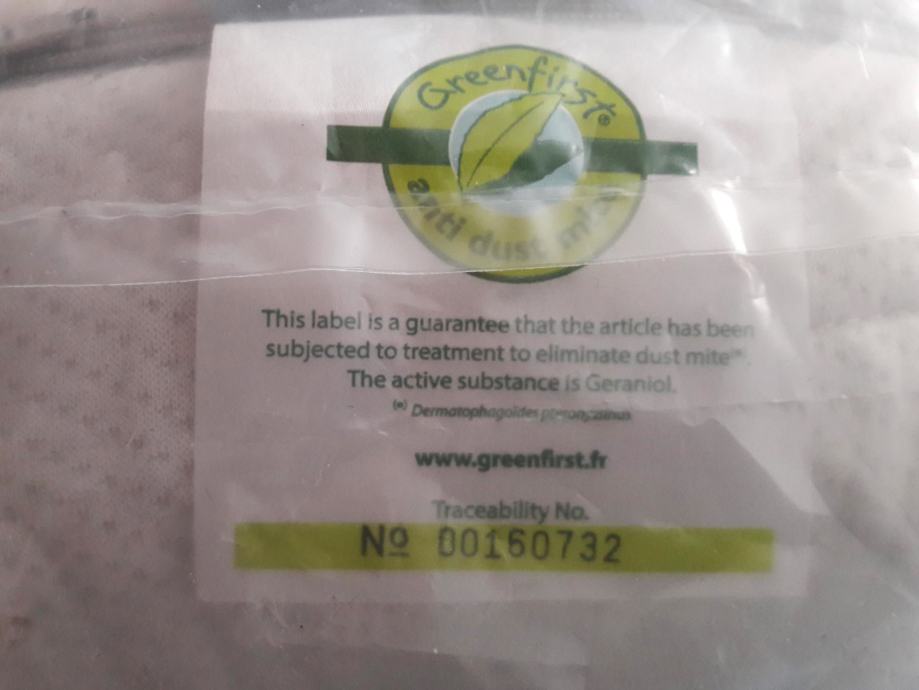 Greenfirst®
anti dust mite
This label is a guarantee that the article has been
subjected to treatment to eliminate dust mite(*).
The active substance is Geraniol.
(*) Dermatophagoides pteronyssinus
www.greenfirst.fr
Traceability No.
Nº 00160732